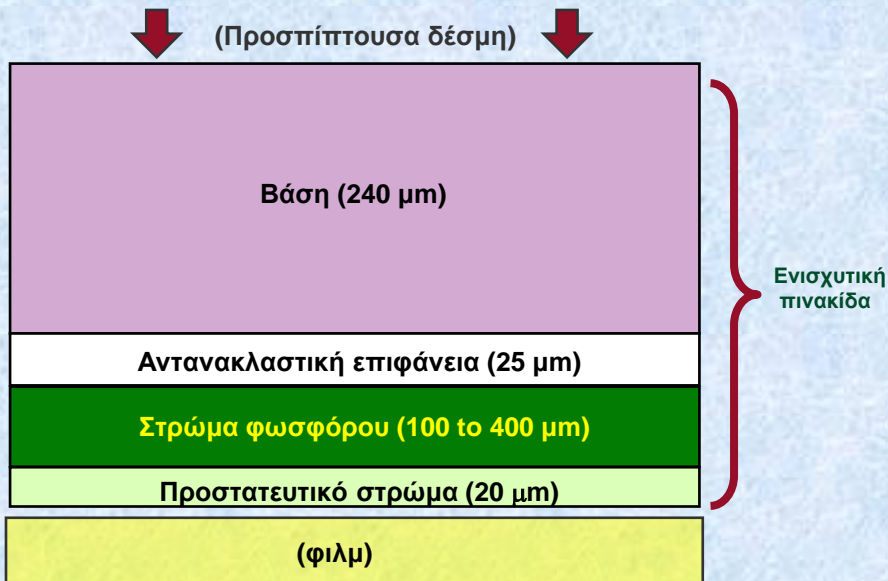 (Προσπίπτουσα δέσμη)
Βάση (240 μm)
Ενισχυτική
πινακίδα
Αντανακλαστική επιφάνεια (25 μm)
Στρώμα φωσφόρου (100 to 400 μm)
Προστατευτικό στρώμα (20 μm)
(φιλμ)